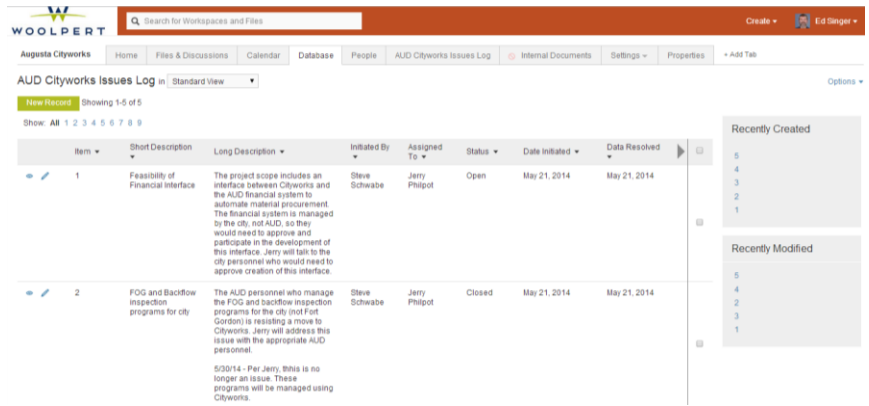 WOOLPERT
Search for Workspaces and Files
Create
Ed Singer
Augusta Cityworks
Home
Files & Discussions
Calendar
Database
People
AUD Cityworks Issues Log
Internal Documents
Settings
Properties
+ Add Tab
AUD Cityworks Issues Log in Standard View
Options
New Record Showing 1-5 of 5
Show: All 1 2 3 4 5 6 7 8 9
Item
Short Description
Long Description
Initiated By
Assigned To
Status
Date Initiated
Data Resolved
1
Feasibility of
Financial Interface
The project scope includes an
interface between Cityworks and
the AUD financial system to
automate material procurement.
The financial system is managed
by the city, not AUD, so they
would need to approve and
participate in the development of
this interface. Jerry will talk to the
city personnel who would need to
approve creation of this interface.
Steve
Schwabe
Jerry
Philpot
Open
May 21, 2014
May 21, 2014
2
FOG and Backflow
inspection
programs for city
The AUD personnel who manage
the FOG and backflow inspection
programs for the city (not Fort
Gordon) is resisting a move to
Cityworks. Jerry will address this
issue with the appropriate AUD
personnel.
5/30/14 - Per Jerry, thhis is no
longer an issue. These
programs will be managed using
Cityworks.
Steve
Schwabe
Jerry
Philpot
Closed
May 21, 2014
May 21, 2014
Recently Created
5
4
3
2
1
Recently Modified
5
4
2
3
1